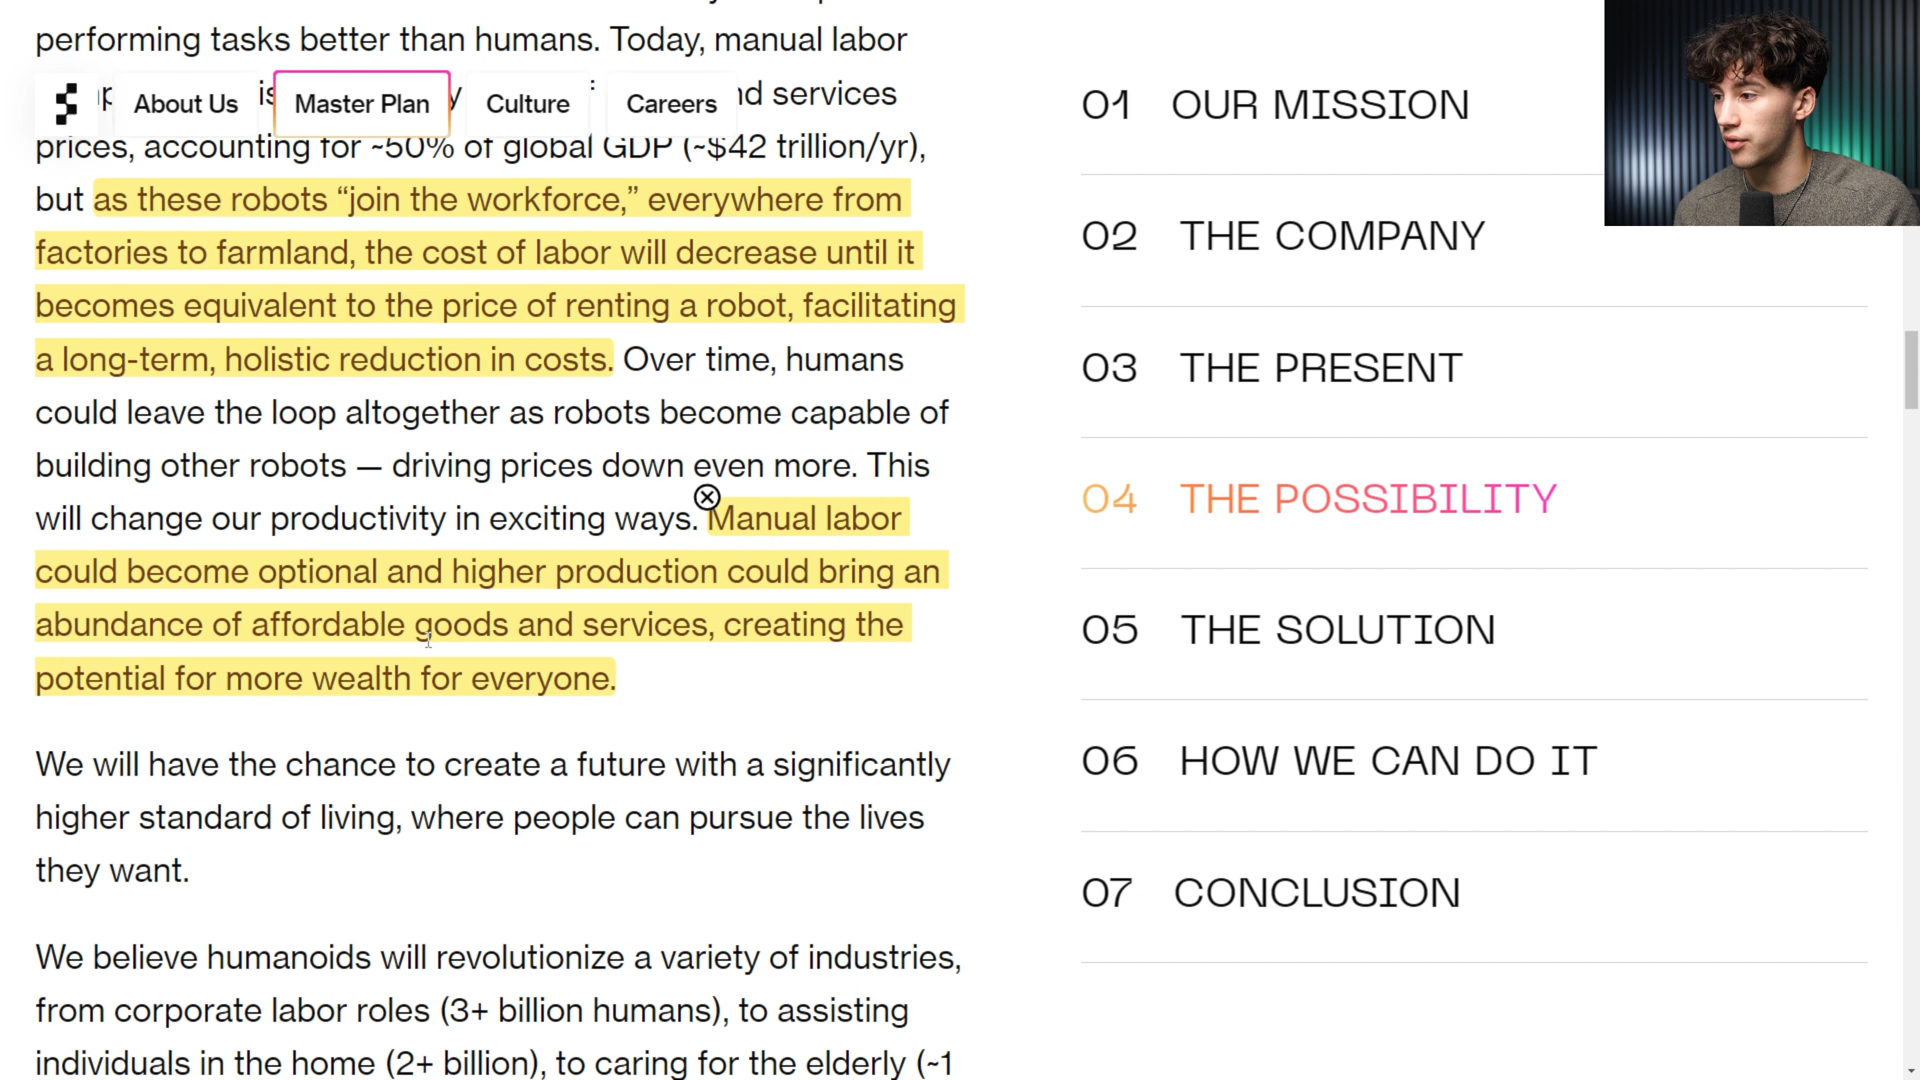 performing tasks better than humans. Today, manual labor
About Us
Master Plan
Culture
Careers
services
prices, accounting for ~50% of global GDP (~$42 trillion/yr),
but as these robots “join the workforce,” everywhere from
factories to farmland, the cost of labor will decrease until it
becomes equivalent to the price of renting a robot, facilitating
a long-term, holistic reduction in costs. Over time, humans
could leave the loop altogether as robots become capable of
building other robots — driving prices down even more. This
will change our productivity in exciting ways. Manual labor
could become optional and higher production could bring an
abundance of affordable goods and services, creating the
potential for more wealth for everyone.
We will have the chance to create a future with a significantly
higher standard of living, where people can pursue the lives
they want.
We believe humanoids will revolutionize a variety of industries,
from corporate labor roles (3+ billion humans), to assisting
individuals in the home (2+ billion), to caring for the elderly (~1
01 OUR MISSION
02 THE COMPANY
03 THE PRESENT
04 THE POSSIBILITY
05 THE SOLUTION
06 HOW WE CAN DO IT
07 CONCLUSION